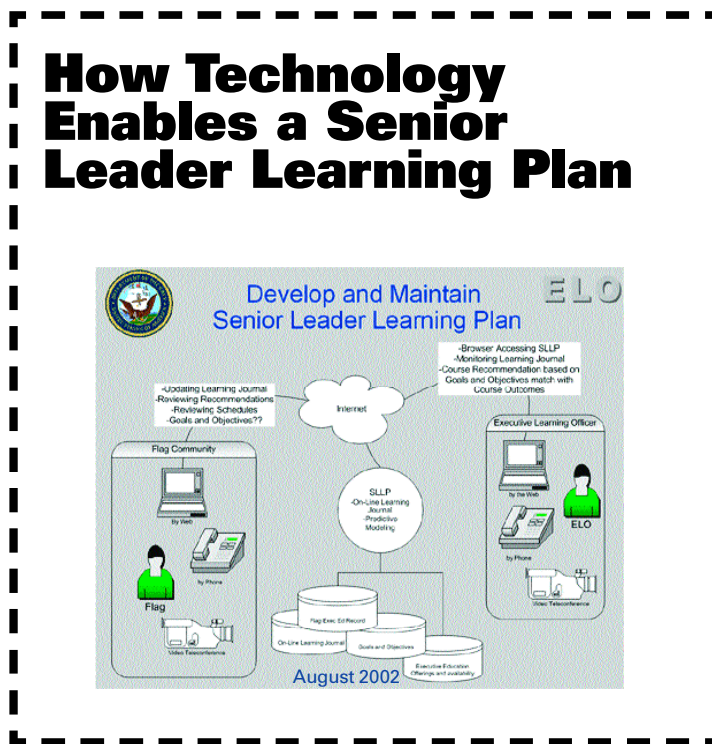 How Technology
Enables a Senior
Leader Learning Plan
Develop and Maintain
Senior Leader Learning Plan
ELO
-Browser Accessing SLLP
-Monitoring Learning Journal
-Course Recommendation based on
Goals and Objectives match with
Course Outcomes
-Updating Learning Journal
-Reviewing Recommendations
-Reviewing Schedules
-Goals and Objectives??
Internet
Executive Learning Officer
Flag Community
by the Web
ELO
by Phone
Video Teleconference
SLLP
-On-Line Learning
Journal
-Predictive
Modeling
By Web
by Phone
Flag
Video Teleconference
Flag-Exec Ed Record
On-Line Learning Journal
Goals and Objectives
Executive Education
Offerings and availability
August 2002